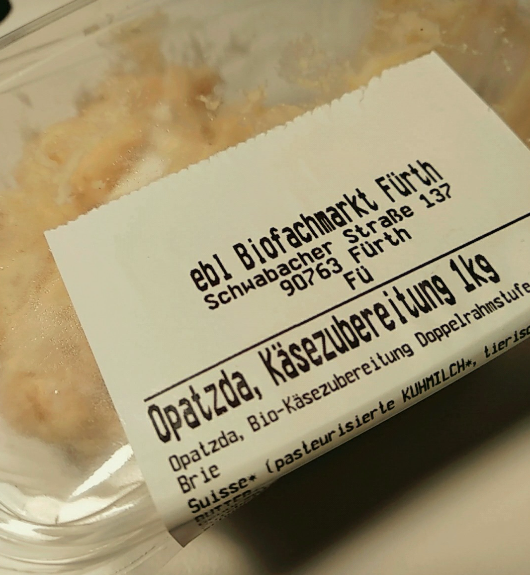 ebl Biofachmarkt Fürth
Schwabacher Straße 137
90763 Fürth
FÜ
Opatzda, Käsezubereitung 1kg
Opatzda, Bio-Käsezubereitung Doppelrahmstufe
Brie
Suisse* (pasteurisierte KUHMILCH*, tieris